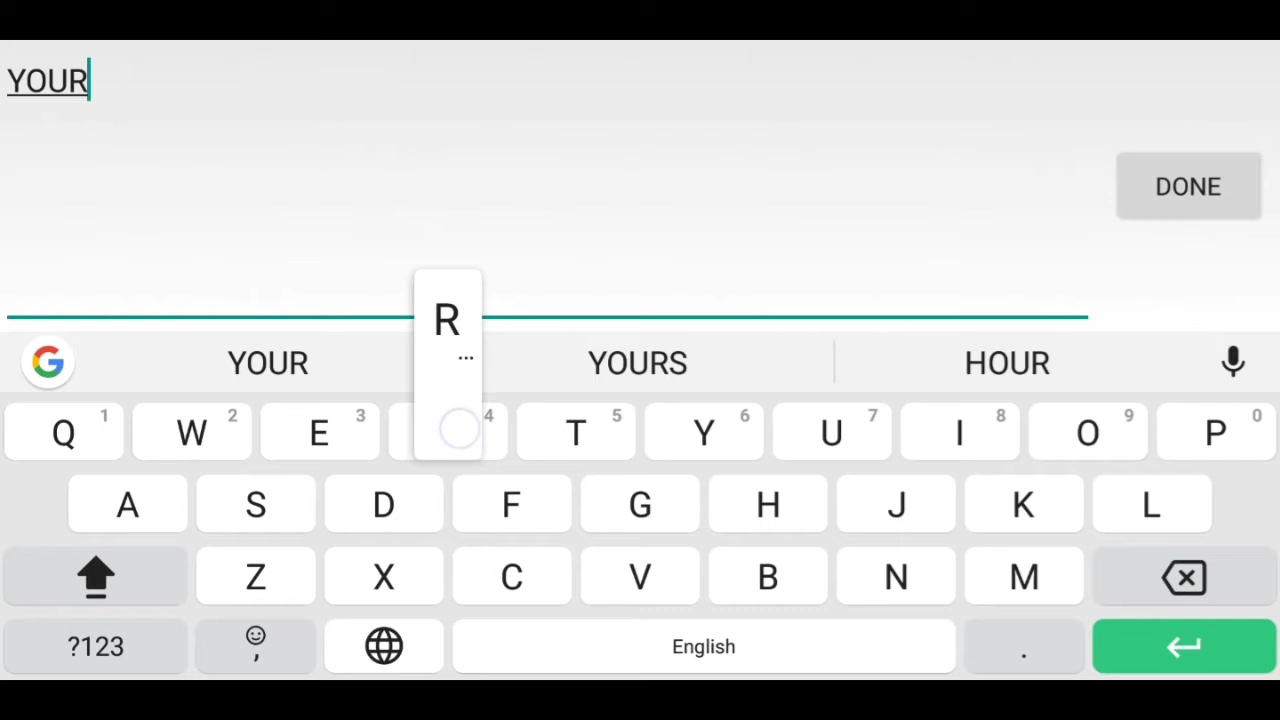 YOUR
DONE
R
...
YOUR YOURS HOUR
Q 1 W 2 E 3 4 T 5 Y 6 U 7 I 8 O 9 P 0
A S D F G H J K L
Z X C V B N M
?123 , English .